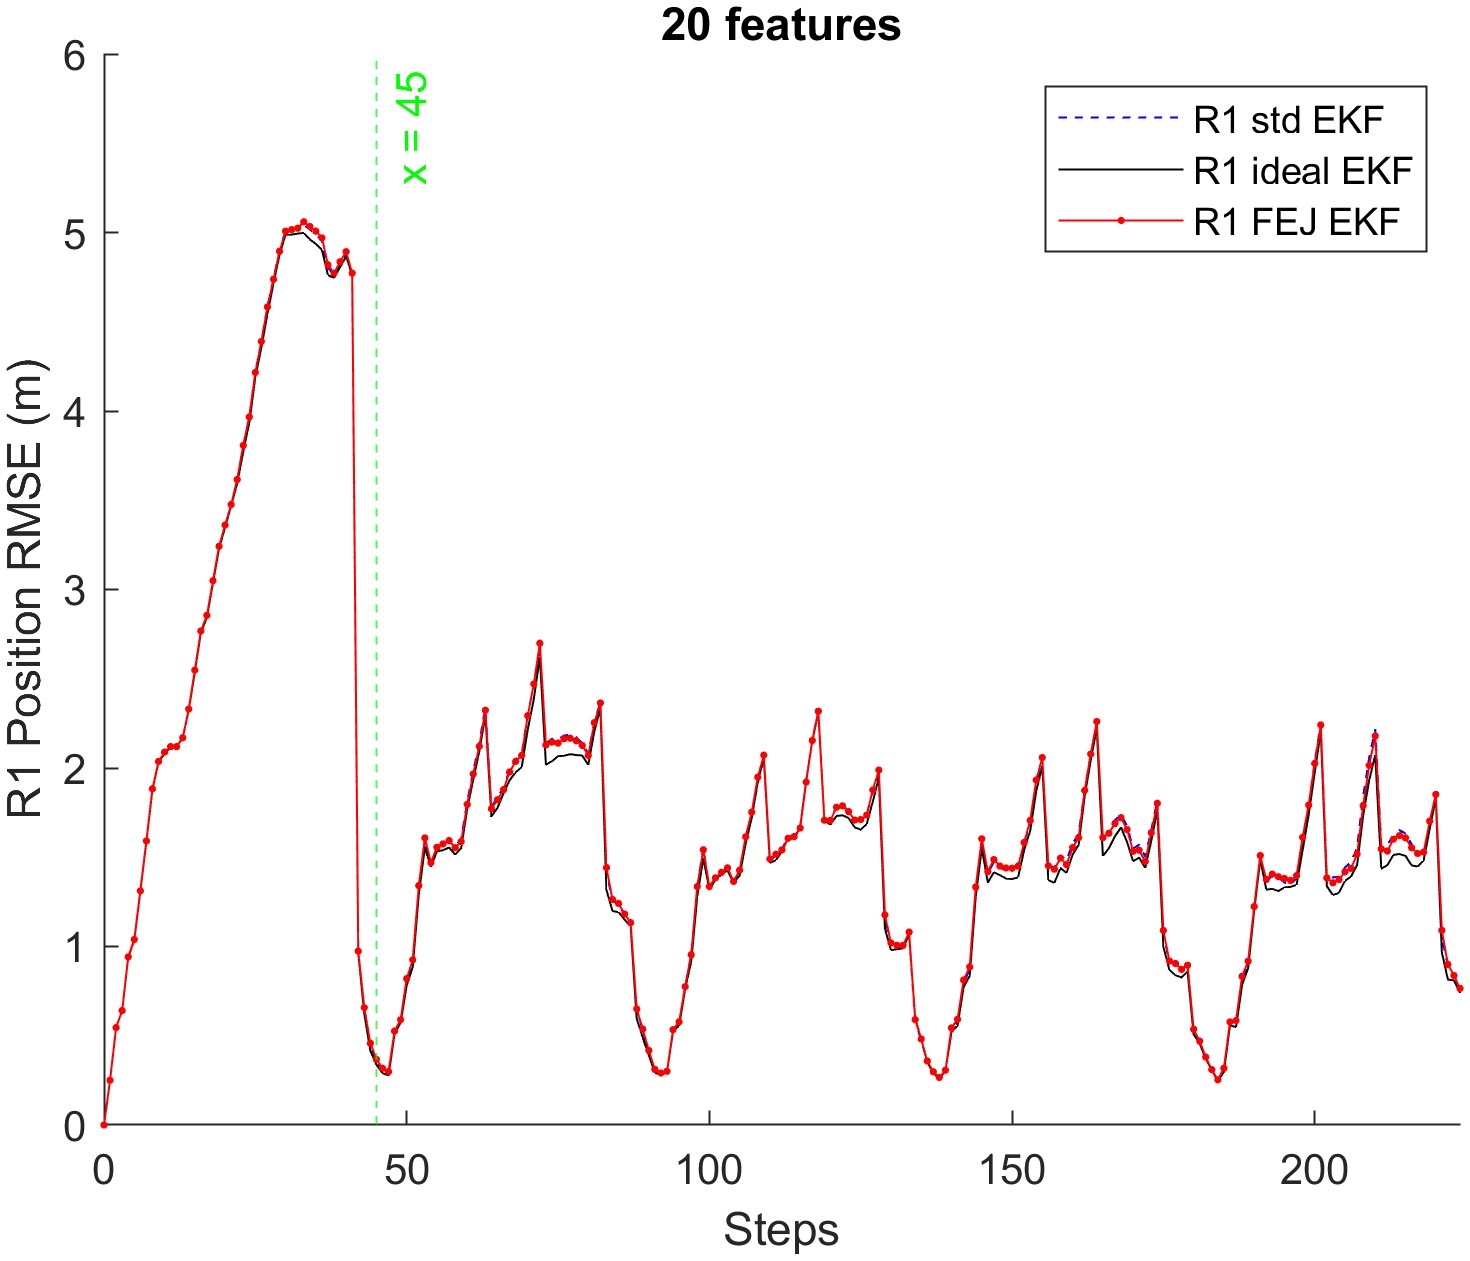 20 features
x = 45
R1 std EKF
R1 ideal EKF
R1 FEJ EKF
R1 Position RMSE (m)
6
5
4
3
2
1
0
0 50 100 150 200
Steps